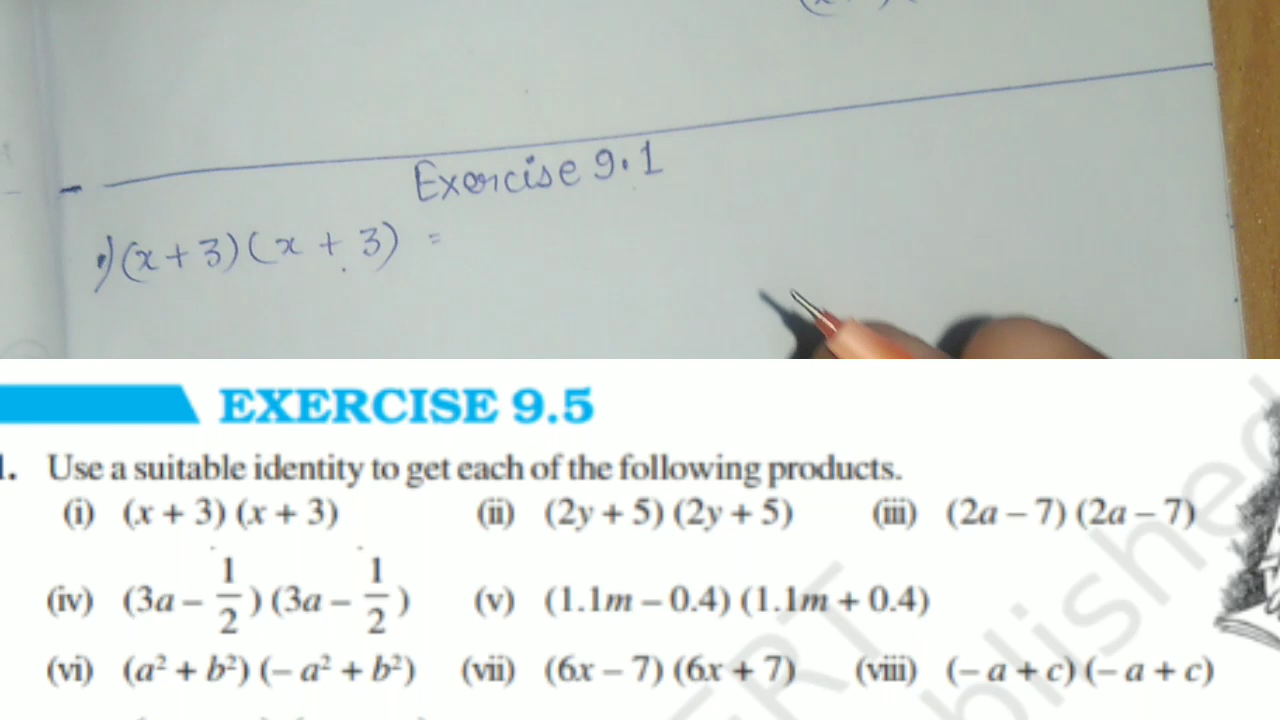 Exercise 9.1
(x + 3) (x + 3) =
EXERCISE 9.5
1. Use a suitable identity to get each of the following products.
(i) (x + 3) (x + 3) (ii) (2y + 5) (2y + 5) (iii) (2a – 7) (2a – 7)
(iv) (3a – 1/2) (3a – 1/2) (v) (1.1m – 0.4) (1.1m + 0.4)
(vi) (a² + b²) (– a² + b²) (vii) (6x – 7) (6x + 7) (viii) (– a + c) (– a + c)